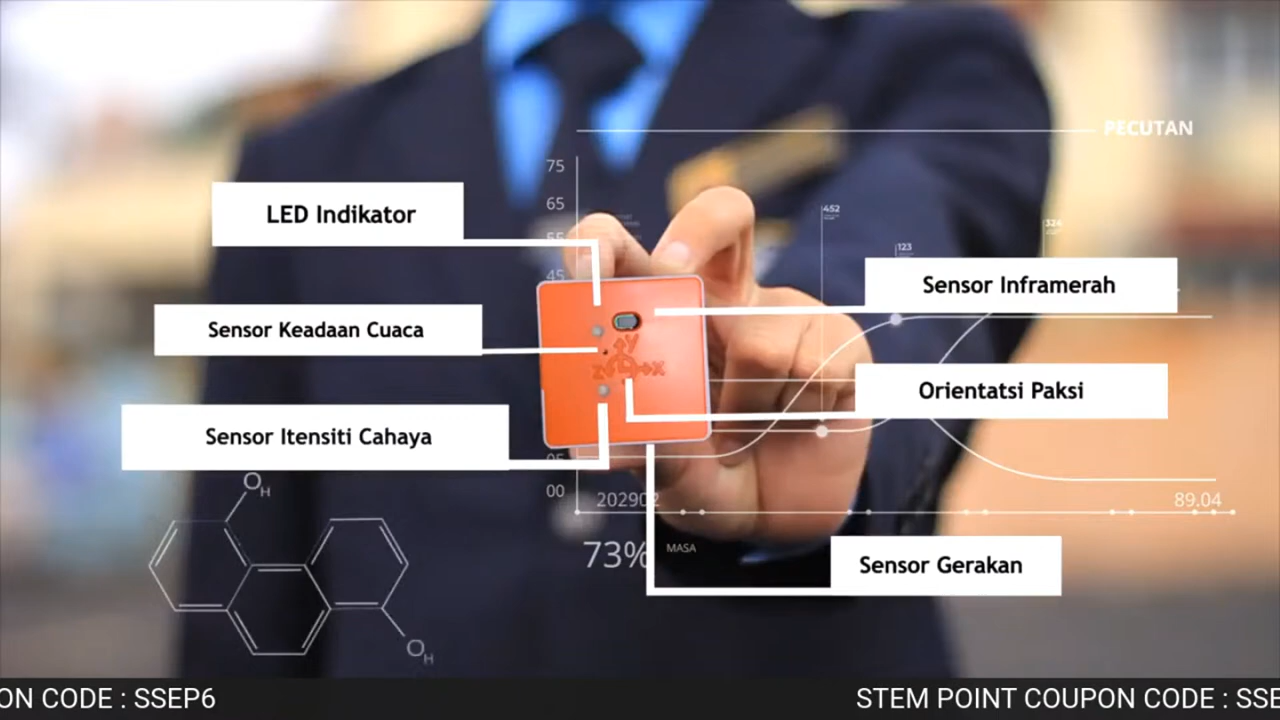 PECUTAN
75
65
55
45
452
123
324
LED Indikator
Sensor Inframerah
Sensor Keadaan Cuaca
Y
Z
X
Orientatsi Paksi
Sensor Itensiti Cahaya
05
00
202902
89.04
OH
73%
MASA
Sensor Gerakan
OH
ON CODE : SSEP6
STEM POINT COUPON CODE : SSE